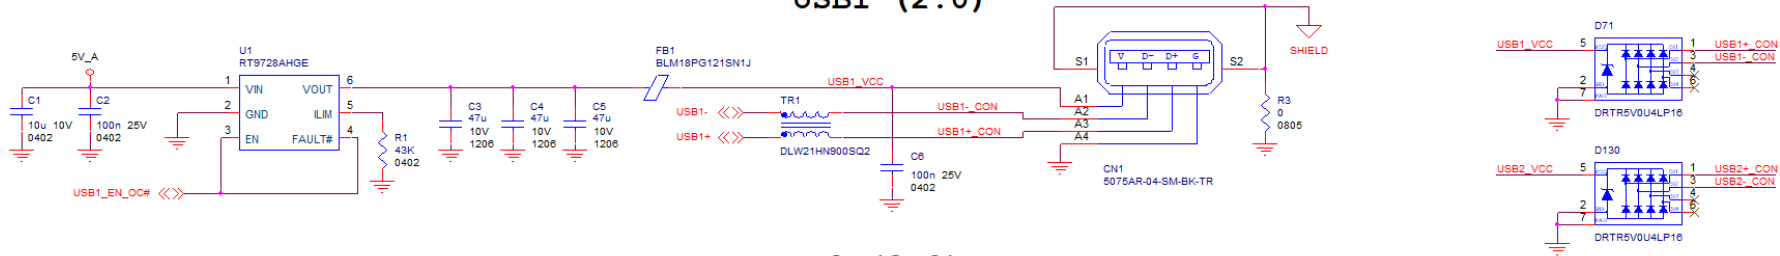 USB1 (2.0)
5V_A
C1
10u 10V
0402
C2
100n 25V
0402
U1
RT9728AHGE
1 VIN VOUT 6
2 GND ILIM 5
3 EN FAULT# 4
USB1_EN_OC#
R1
43K
0402
C3
47u
10V
1206
C4
47u
10V
1206
C5
47u
10V
1206
FB1
BLM18PG121SN1J
USB1_VCC
USB1-
USB1+
TR1
DLW21HN900SQ2
USB1-_CON
USB1+_CON
C6
100n 25V
0402
S1
V D- D+ G
S2
A1
A2
A3
A4
CN1
5075AR-04-SM-BK-TR
SHIELD
R3
0
0805
D71
USB1_VCC 5
1 USB1+_CON
3 USB1-_CON
4
6
2
7
DRTR5V0U4LP16
D130
USB2_VCC 5
1 USB2+_CON
3 USB2-_CON
4
6
2
7
DRTR5V0U4LP16